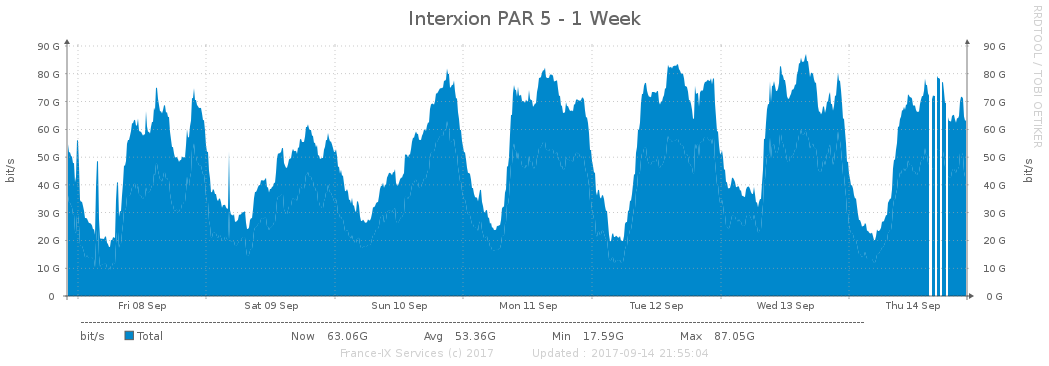 Interxion PAR 5 - 1 Week
RRDTOOL / TOBI OETIKER
90 G 90 G
80 G 80 G
70 G 70 G
60 G 60 G
50 G 50 G
40 G 40 G
30 G 30 G
20 G 20 G
10 G 10 G
0 0 G
bit/s
bit/s
Fri 08 Sep Sat 09 Sep Sun 10 Sep Mon 11 Sep Tue 12 Sep Wed 13 Sep Thu 14 Sep
bit/s Total Now 63.06G Avg 53.36G Min 17.59G Max 87.05G
France-IX Services (c) 2017 Updated : 2017-09-14 21:55:04